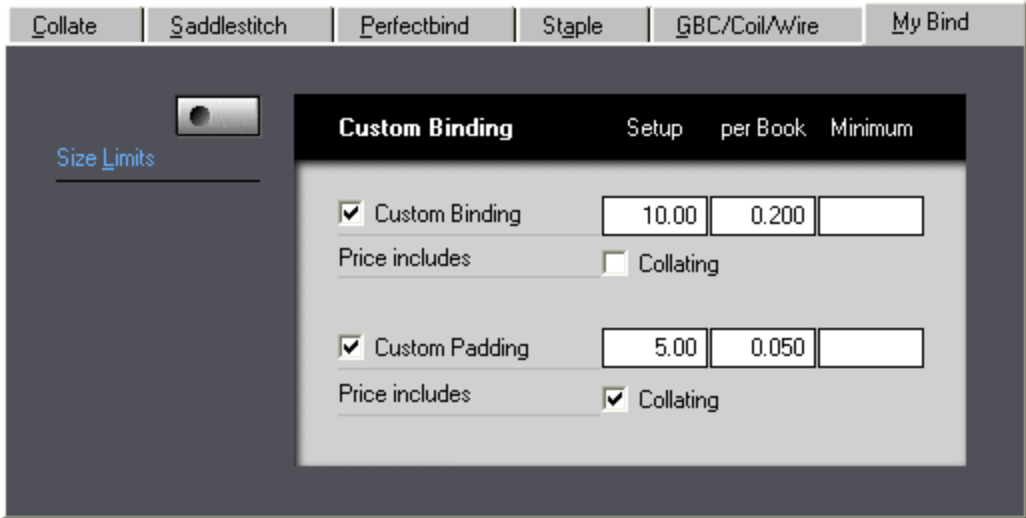 Collate Saddlestitch Perfectbind Staple GBC/Coil/Wire My Bind
Size Limits
Custom Binding Setup per Book Minimum
Custom Binding 10.00 0.200
Price includes Collating
Custom Padding 5.00 0.050
Price includes Collating